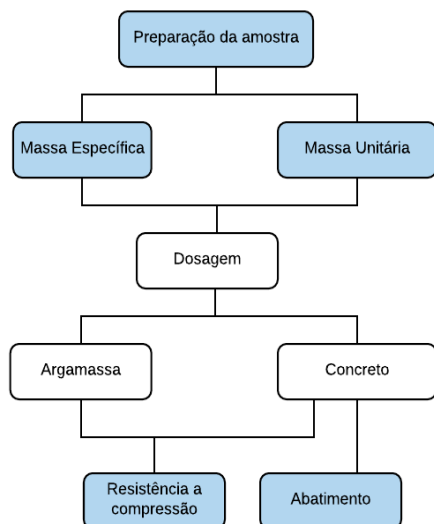 Preparação da amostra
Massa Específica
Massa Unitária
Dosagem
Argamassa
Concreto
Resistência a
compressão
Abatimento